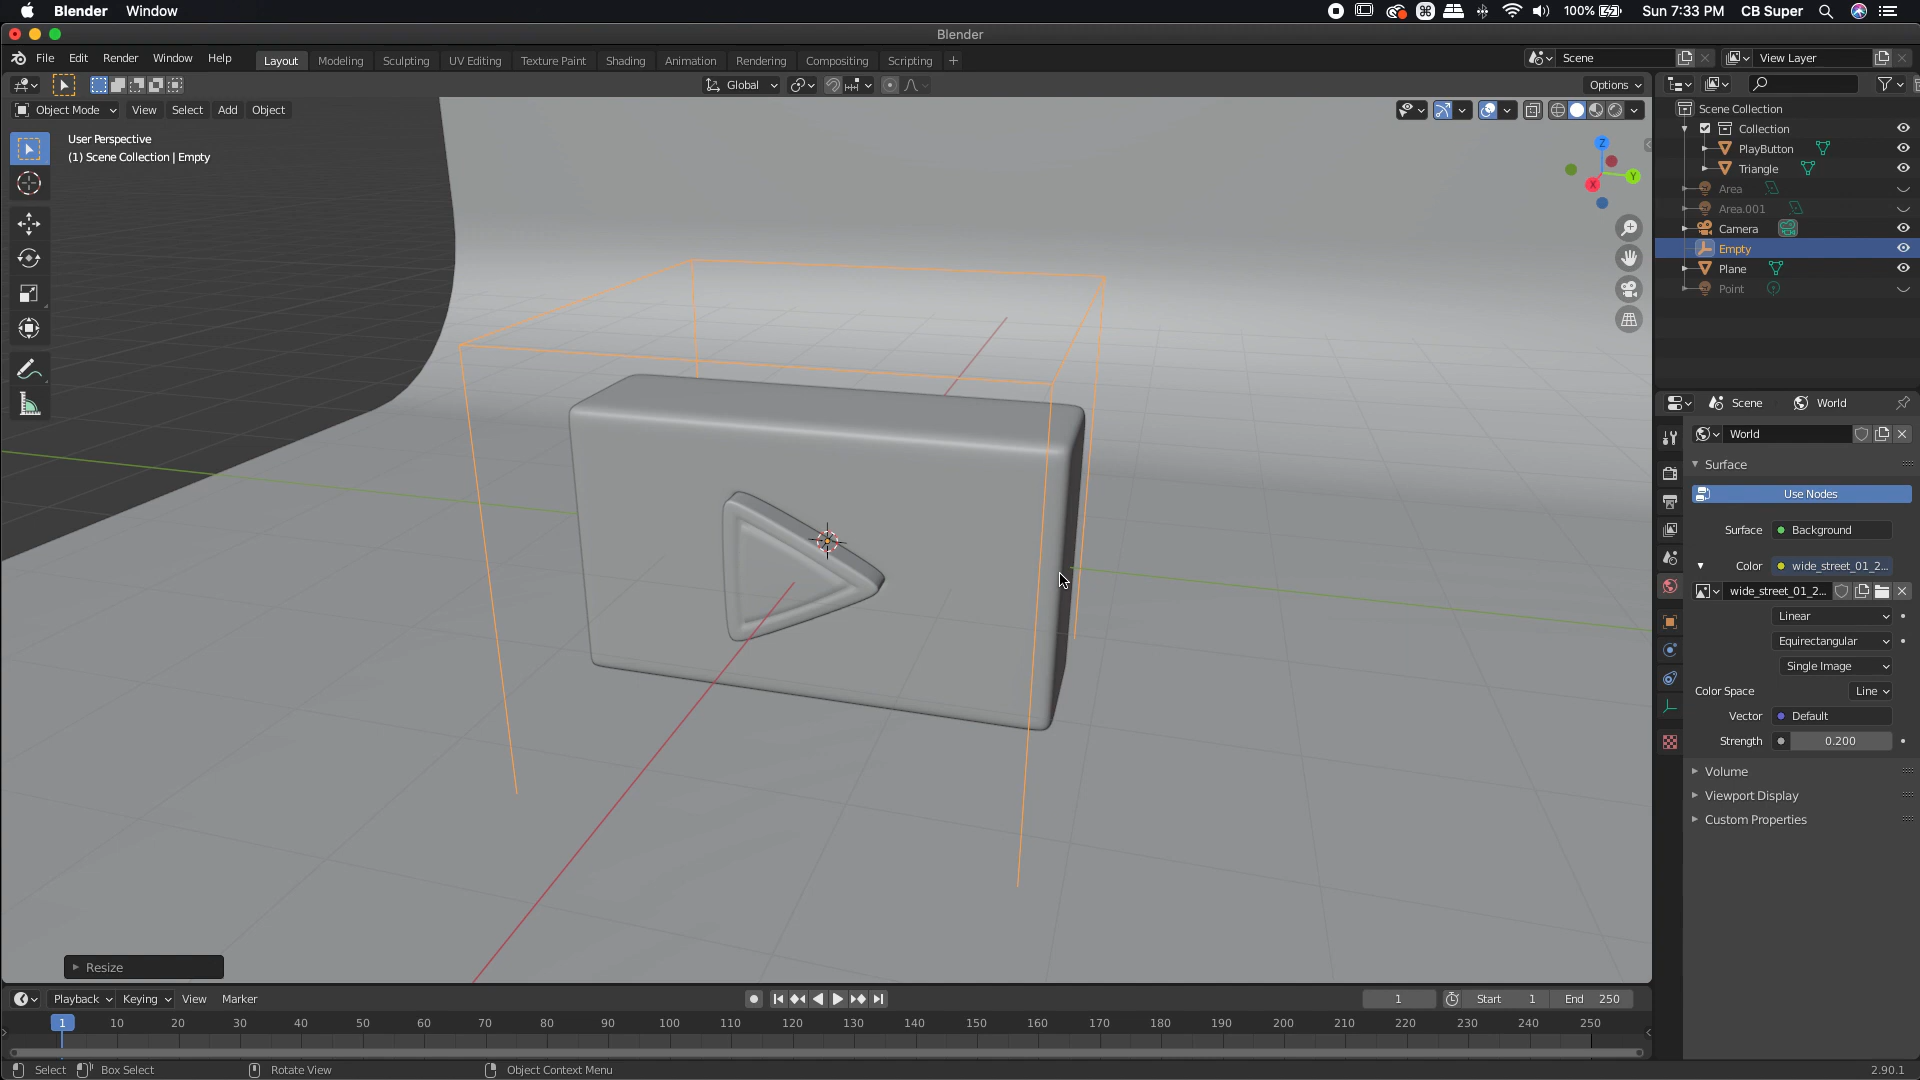 Blender Window 100% Sun 7:33 PM CB Super
Blender
File Edit Render Window Help Layout Modeling Sculpting UV Editing Texture Paint Shading Animation Rendering Compositing Scripting + Scene View Layer
Global Options
Object Mode View Select Add Object
User Perspective
(1) Scene Collection | Empty
Z
Y
X
Scene Collection
Collection
PlayButton
Triangle
Area
Area.001
Camera
Empty
Plane
Point
Scene World
World
Surface
Use Nodes
Surface Background
Color wide_street_01_2...
wide_street_01_2...
Linear
Equirectangular
Single Image
Color Space Line
Vector Default
Strength 0.200
Volume
Viewport Display
Custom Properties
Resize
Playback Keying View Marker 1 Start 1 End 250
1 10 20 30 40 50 60 70 80 90 100 110 120 130 140 150 160 170 180 190 200 210 220 230 240 250
Select Box Select Rotate View Object Context Menu 2.90.1